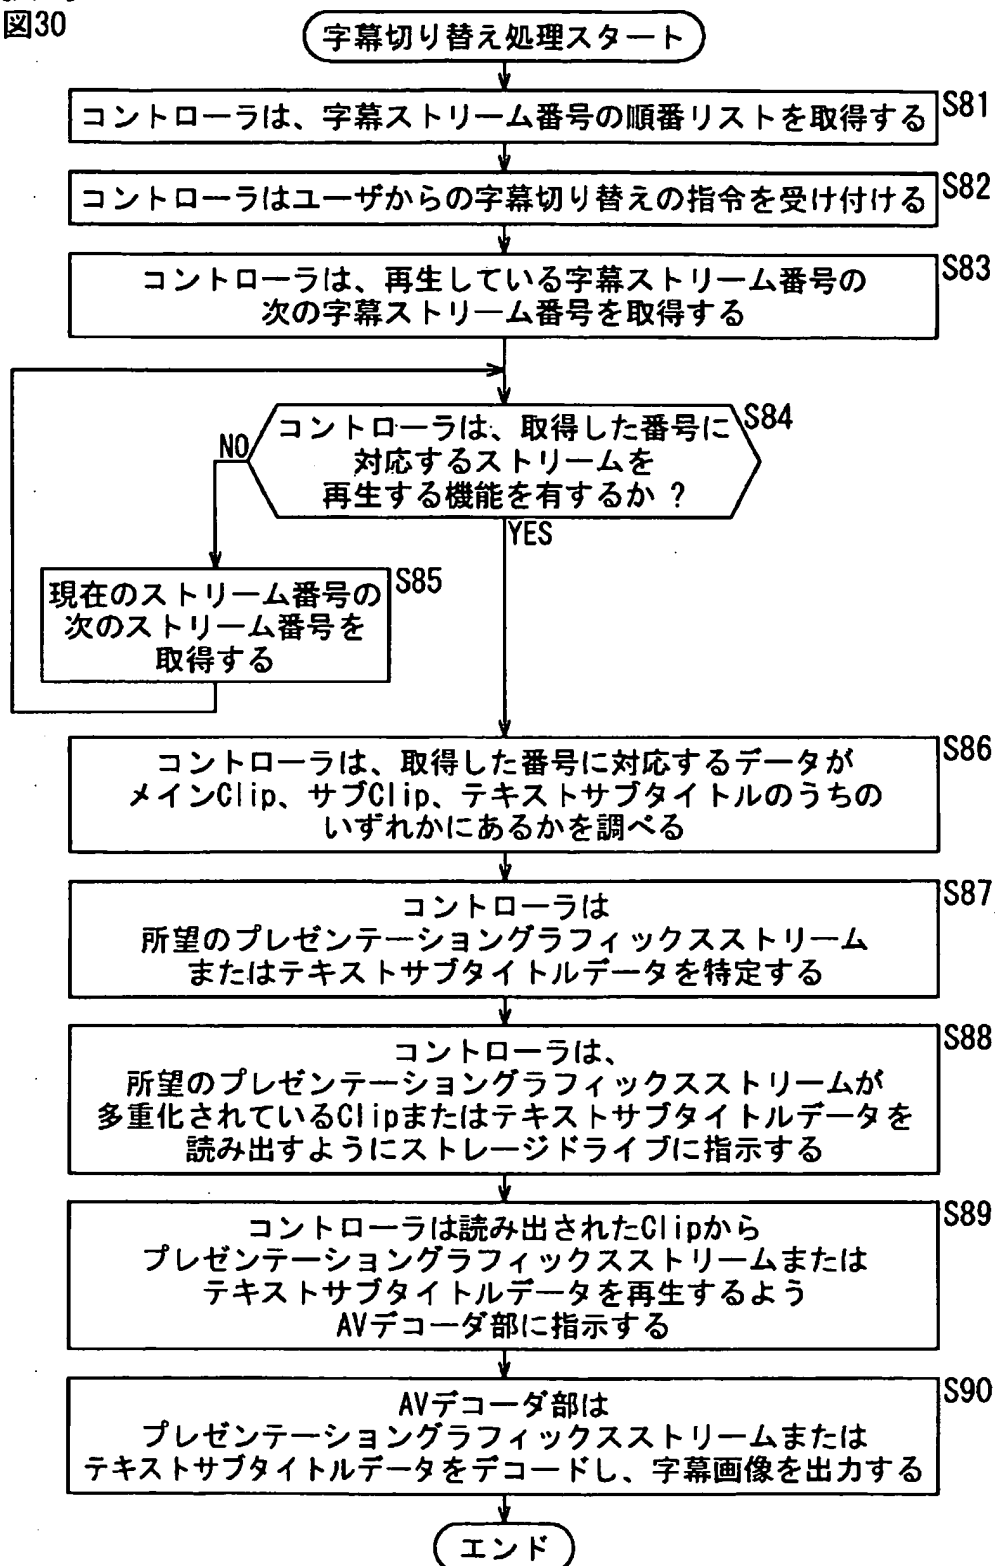 図30
字幕切り替え処理スタート
コントローラは、字幕ストリーム番号の順番リストを取得する
S81
コントローラはユーザからの字幕切り替えの指令を受け付ける
S82
コントローラは、再生している字幕ストリーム番号の
次の字幕ストリーム番号を取得する
S83
コントローラは、取得した番号に
対応するストリームを
再生する機能を有するか？
S84
NO
YES
現在のストリーム番号の
次のストリーム番号を
取得する
S85
コントローラは、取得した番号に対応するデータが
メインClip、サブClip、テキストサブタイトルのうちの
いずれかにあるかを調べる
S86
コントローラは
所望のプレゼンテーショングラフィックスストリーム
またはテキストサブタイトルデータを特定する
S87
コントローラは、
所望のプレゼンテーショングラフィックスストリームが
多重化されているClipまたはテキストサブタイトルデータを
読み出すようにストレージドライブに指示する
S88
コントローラは読み出されたClipから
プレゼンテーショングラフィックスストリームまたは
テキストサブタイトルデータを再生するよう
AVデコーダ部に指示する
S89
AVデコーダ部は
プレゼンテーショングラフィックスストリームまたは
テキストサブタイトルデータをデコードし、字幕画像を出力する
S90
エンド